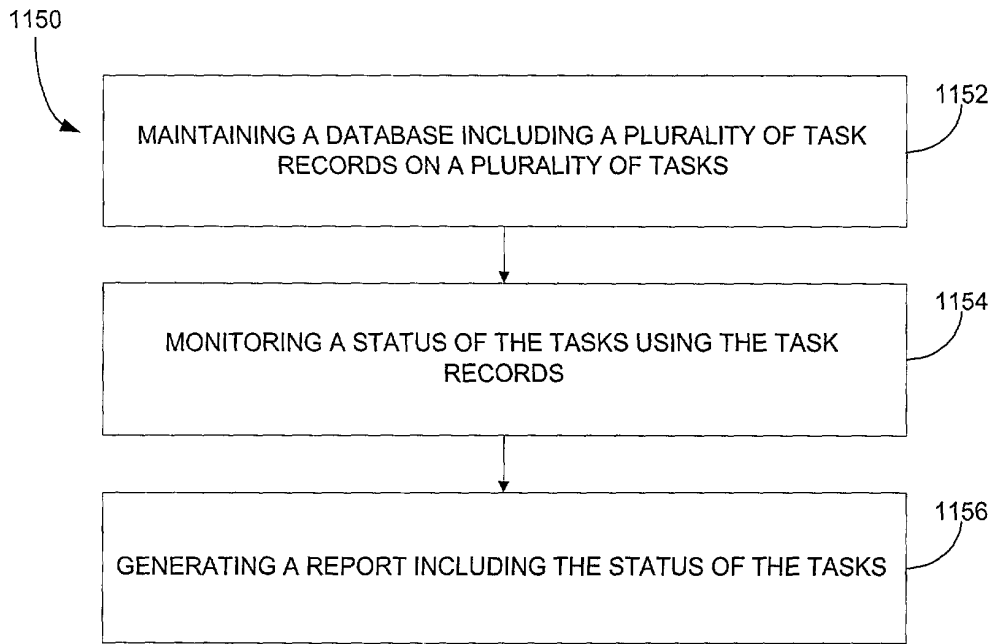 1150
1152
MAINTAINING A DATABASE INCLUDING A PLURALITY OF TASK
RECORDS ON A PLURALITY OF TASKS
1154
MONITORING A STATUS OF THE TASKS USING THE TASK
RECORDS
1156
GENERATING A REPORT INCLUDING THE STATUS OF THE TASKS